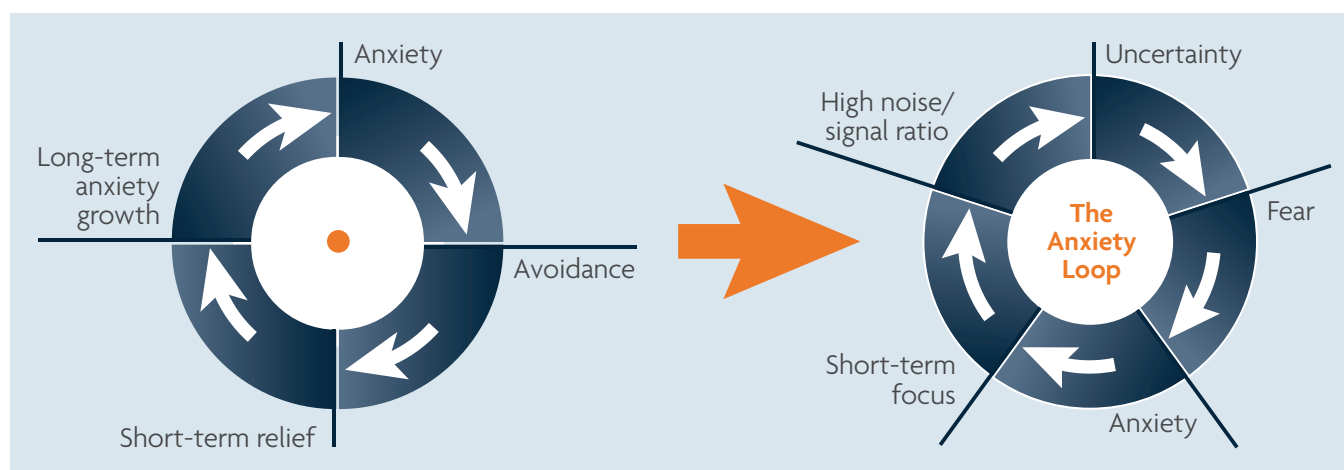 Anxiety
Avoidance
Short-term relief
Long-term
anxiety
growth
Uncertainty
Fear
Anxiety
Short-term
focus
High noise/
signal ratio
The
Anxiety
Loop